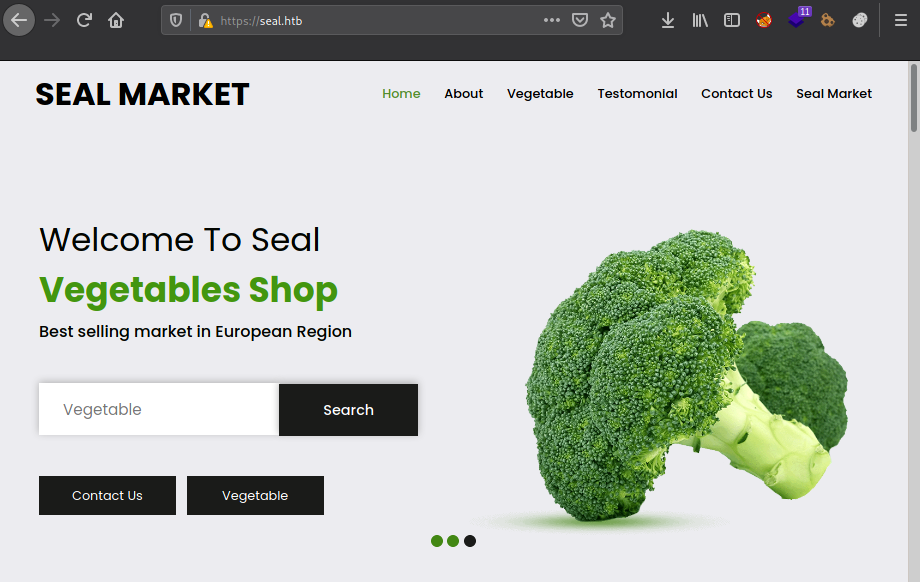 https://seal.htb
11
SEAL MARKET
Home About Vegetable Testomonial Contact Us Seal Market
Welcome To Seal
Vegetables Shop
Best selling market in European Region
Vegetable Search
Contact Us Vegetable